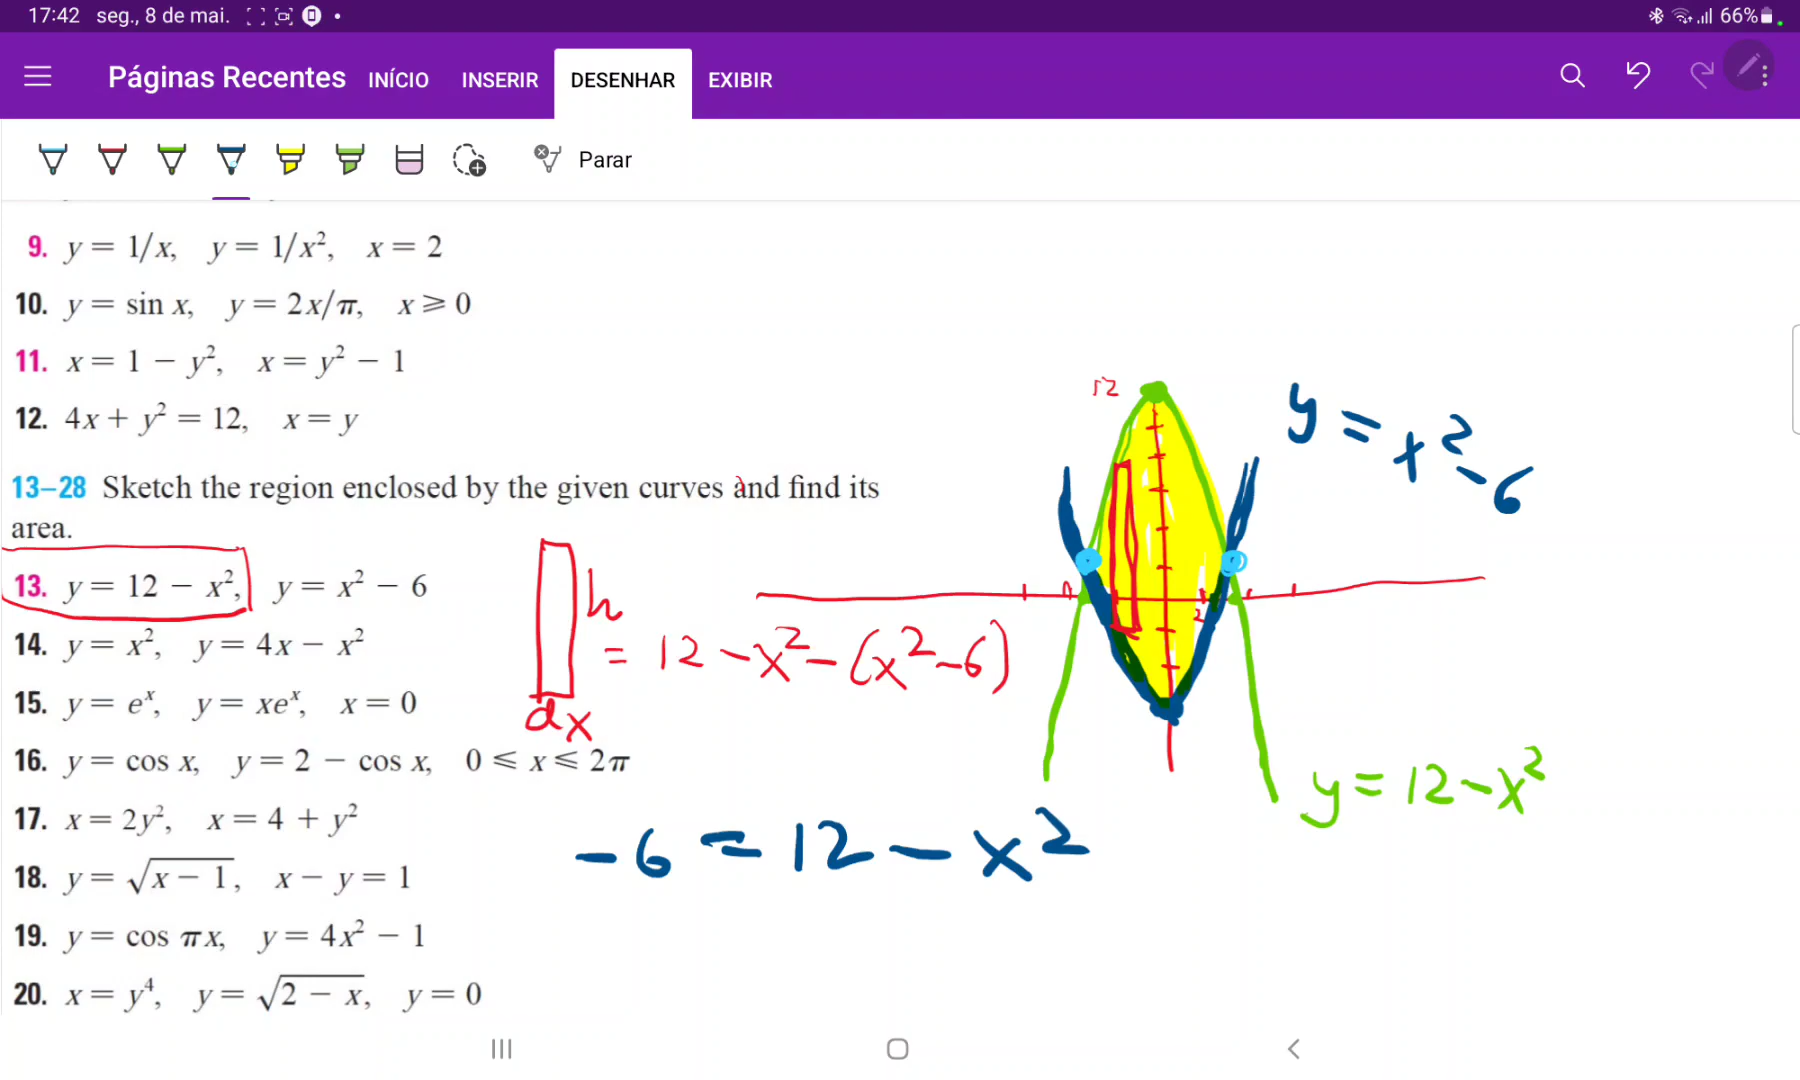 17:42 seg., 8 de mai. 66%
Páginas Recentes INÍCIO INSERIR DESENHAR EXIBIR
Parar
9. y = 1/x, y = 1/x², x = 2
10. y = sin x, y = 2x/π, x ⩾ 0
11. x = 1 − y², x = y² − 1
12. 4x + y² = 12, x = y
13–28 Sketch the region enclosed by the given curves and find its
area.
13. y = 12 − x², y = x² − 6
14. y = x², y = 4x − x²
15. y = eˣ, y = xeˣ, x = 0
16. y = cos x, y = 2 − cos x, 0 ⩽ x ⩽ 2π
17. x = 2y², x = 4 + y²
18. y = √(x − 1), x − y = 1
19. y = cos πx, y = 4x² − 1
20. x = y⁴, y = √(2 − x), y = 0
h
= 12 − x² − (x² − 6)
dx
12
y = x² − 6
2
y = 12 − x²
−6 = 12 − x²